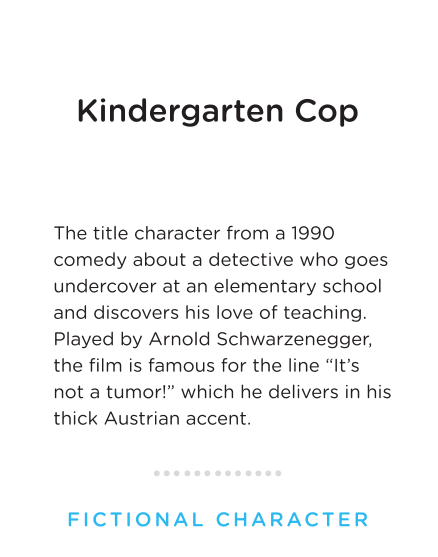 Kindergarten Cop
The title character from a 1990
comedy about a detective who goes
undercover at an elementary school
and discovers his love of teaching.
Played by Arnold Schwarzenegger,
the film is famous for the line “It’s
not a tumor!” which he delivers in his
thick Austrian accent.
FICTIONAL CHARACTER